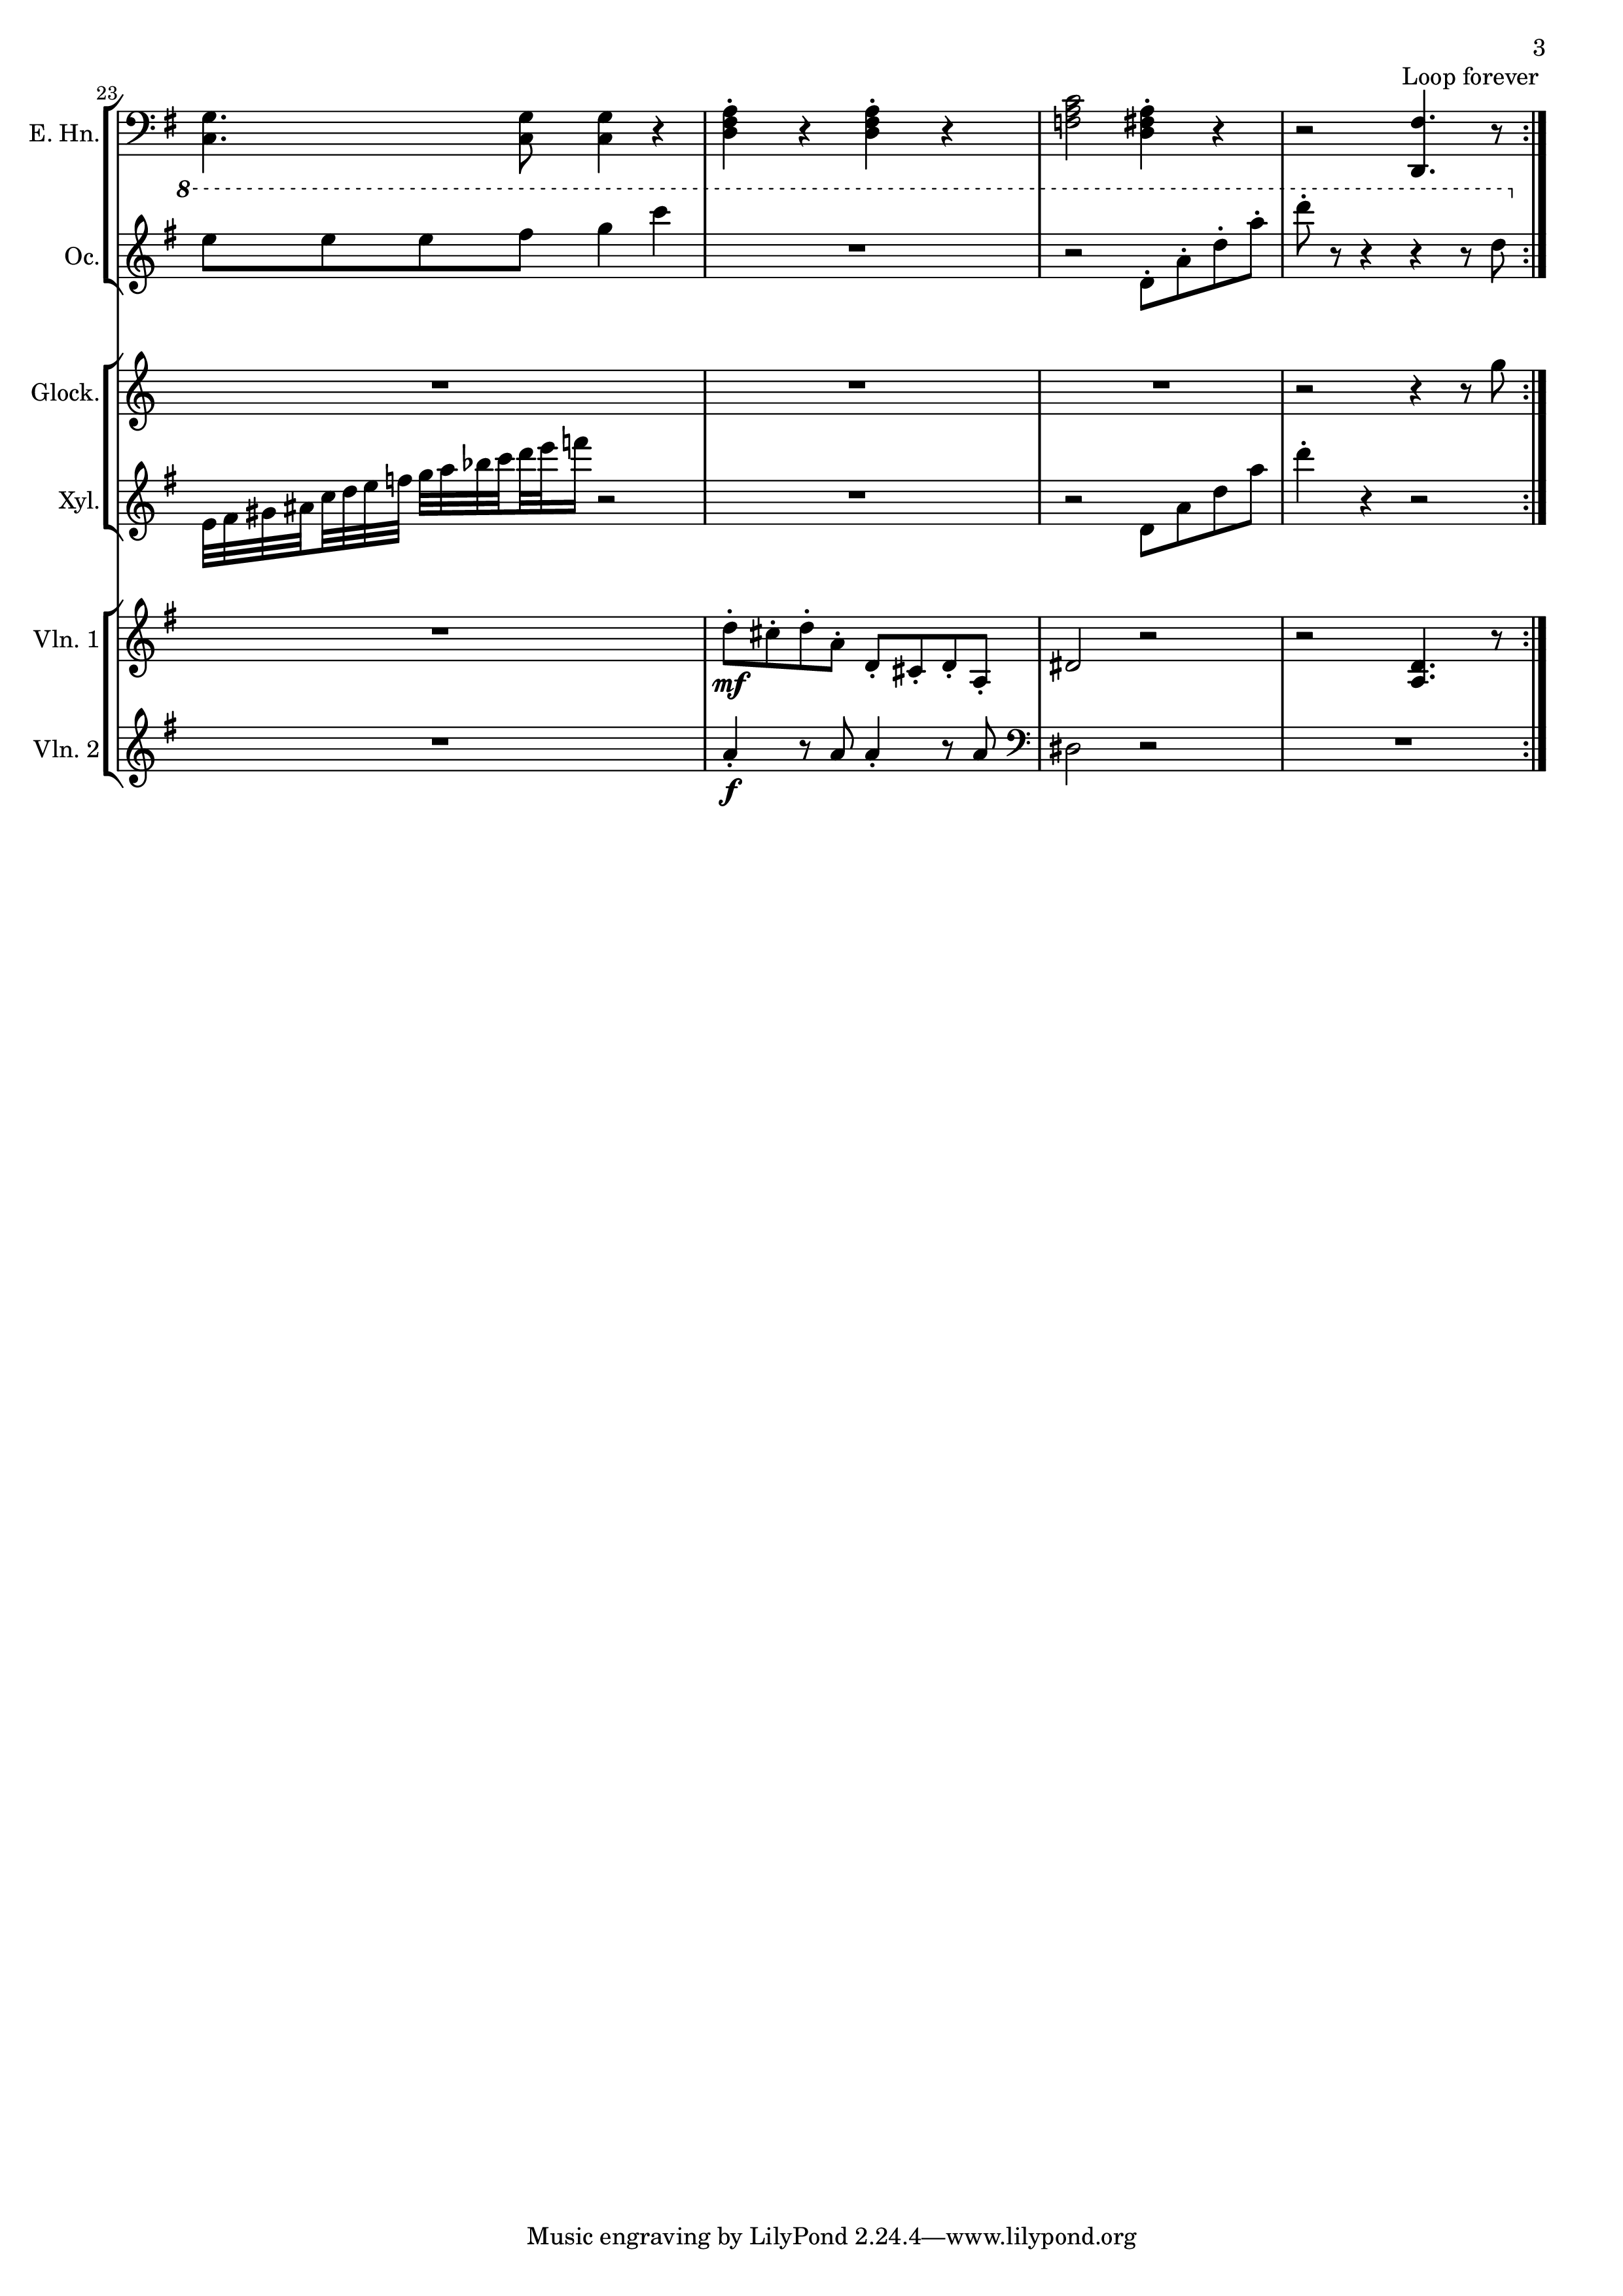 3
Loop forever
23
E. Hn.
8
Oc.
Glock.
Xyl.
Vln. 1
mf
Vln. 2
f
Music engraving by LilyPond 2.24.4—www.lilypond.org